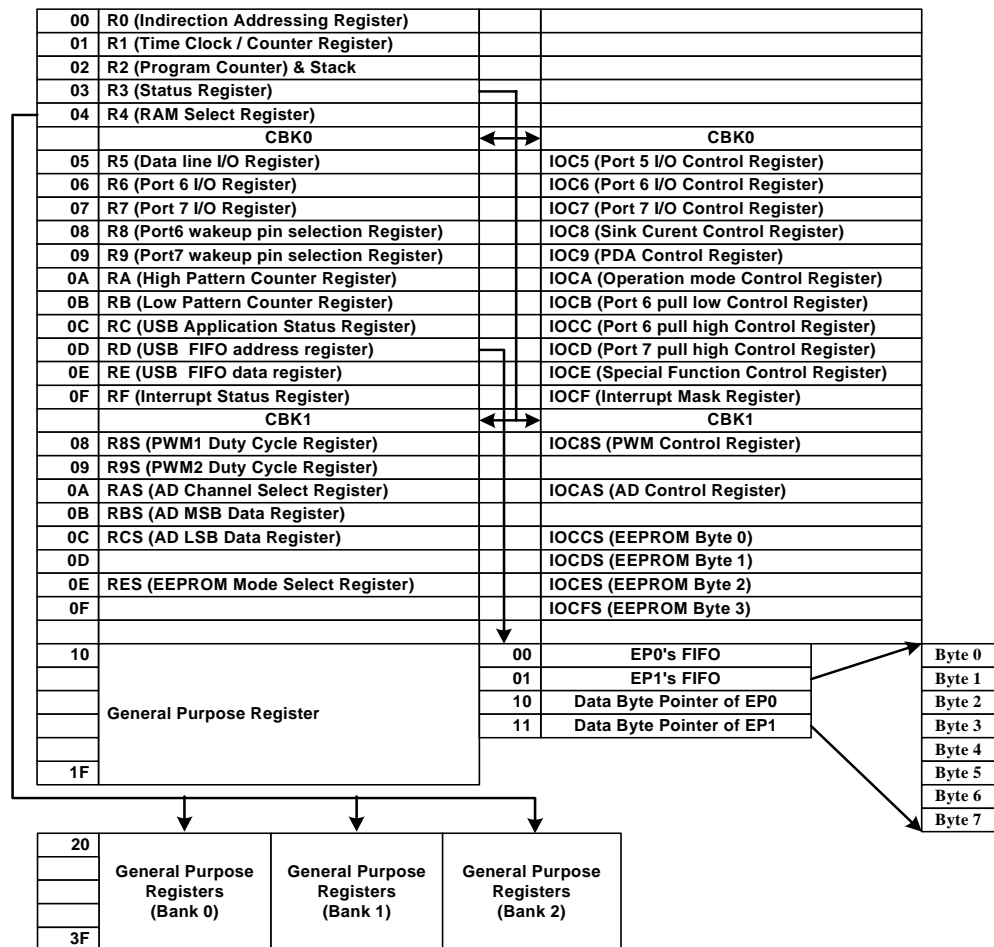 00 R0 (Indirection Addressing Register)
01 R1 (Time Clock / Counter Register)
02 R2 (Program Counter) & Stack
03 R3 (Status Register)
04 R4 (RAM Select Register)
CBK0 CBK0
05 R5 (Data line I/O Register) IOC5 (Port 5 I/O Control Register)
06 R6 (Port 6 I/O Register) IOC6 (Port 6 I/O Control Register)
07 R7 (Port 7 I/O Register) IOC7 (Port 7 I/O Control Register)
08 R8 (Port6 wakeup pin selection Register) IOC8 (Sink Curent Control Register)
09 R9 (Port7 wakeup pin selection Register) IOC9 (PDA Control Register)
0A RA (High Pattern Counter Register) IOCA (Operation mode Control Register)
0B RB (Low Pattern Counter Register) IOCB (Port 6 pull low Control Register)
0C RC (USB Application Status Register) IOCC (Port 6 pull high Control Register)
0D RD (USB FIFO address register) IOCD (Port 7 pull high Control Register)
0E RE (USB FIFO data register) IOCE (Special Function Control Register)
0F RF (Interrupt Status Register) IOCF (Interrupt Mask Register)
CBK1 CBK1
08 R8S (PWM1 Duty Cycle Register) IOC8S (PWM Control Register)
09 R9S (PWM2 Duty Cycle Register)
0A RAS (AD Channel Select Register) IOCAS (AD Control Register)
0B RBS (AD MSB Data Register)
0C RCS (AD LSB Data Register) IOCCS (EEPROM Byte 0)
0D IOCDS (EEPROM Byte 1)
0E RES (EEPROM Mode Select Register) IOCES (EEPROM Byte 2)
0F IOCFS (EEPROM Byte 3)
10 00 EP0's FIFO Byte 0
01 EP1's FIFO Byte 1
General Purpose Register 10 Data Byte Pointer of EP0 Byte 2
11 Data Byte Pointer of EP1 Byte 3
Byte 4
1F Byte 5
Byte 6
Byte 7
20
General Purpose General Purpose General Purpose
Registers Registers Registers
(Bank 0) (Bank 1) (Bank 2)
3F